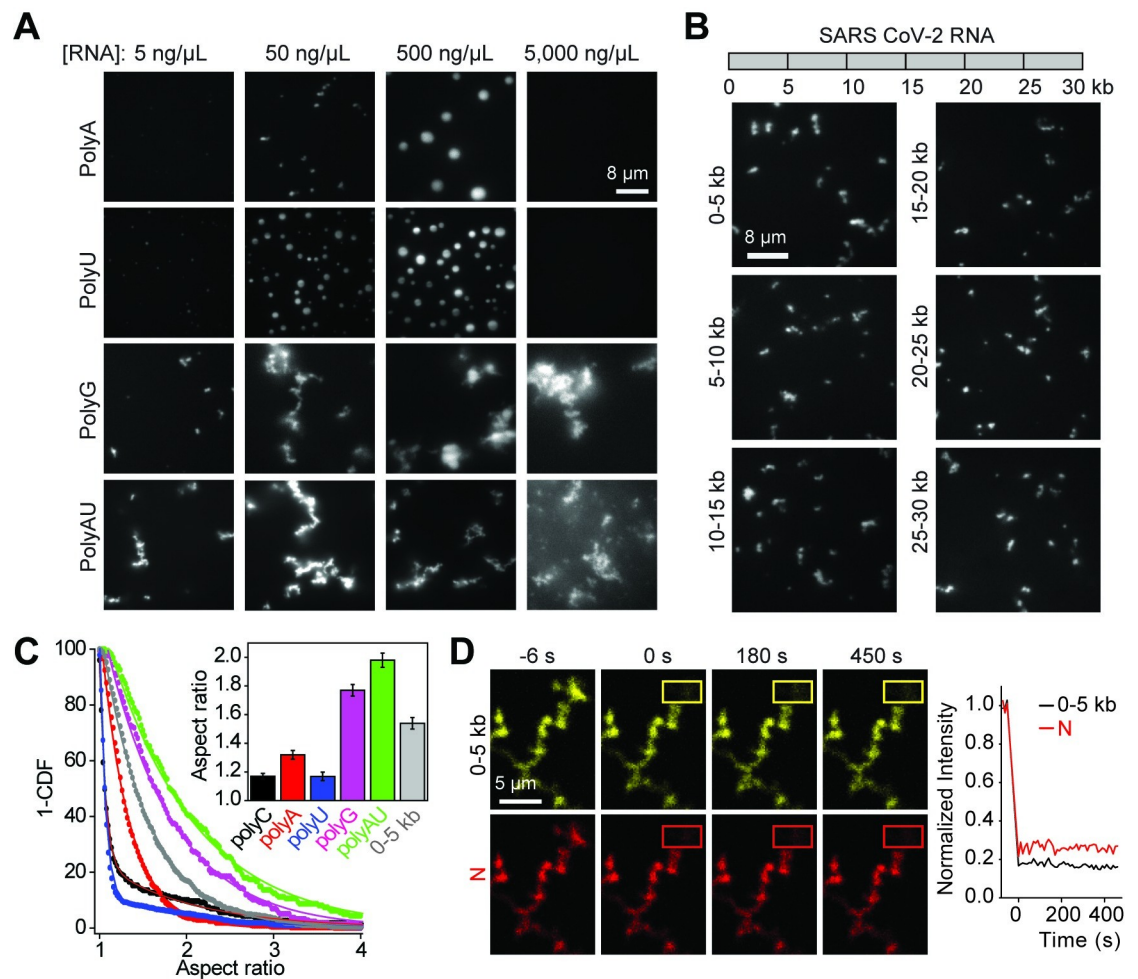 A
[RNA]: 5 ng/µL 50 ng/µL 500 ng/µL 5,000 ng/µL
PolyA
8 µm
PolyU
PolyG
PolyAU
B
SARS CoV-2 RNA
0 5 10 15 20 25 30 kb
0-5 kb
8 µm
15-20 kb
5-10 kb
20-25 kb
10-15 kb
25-30 kb
C
1-CDF
100
80
60
40
20
0
1 2 3 4
Aspect ratio
Aspect ratio
2.0
1.8
1.6
1.4
1.2
1.0
polyC
polyA
polyU
polyG
polyAU
0-5 kb
D
-6 s 0 s 180 s 450 s
0-5 kb
5 µm
N
Normalized Intensity
1.0
0.8
0.6
0.4
0.2
0.0
0-5 kb
N
0 200 400
Time (s)